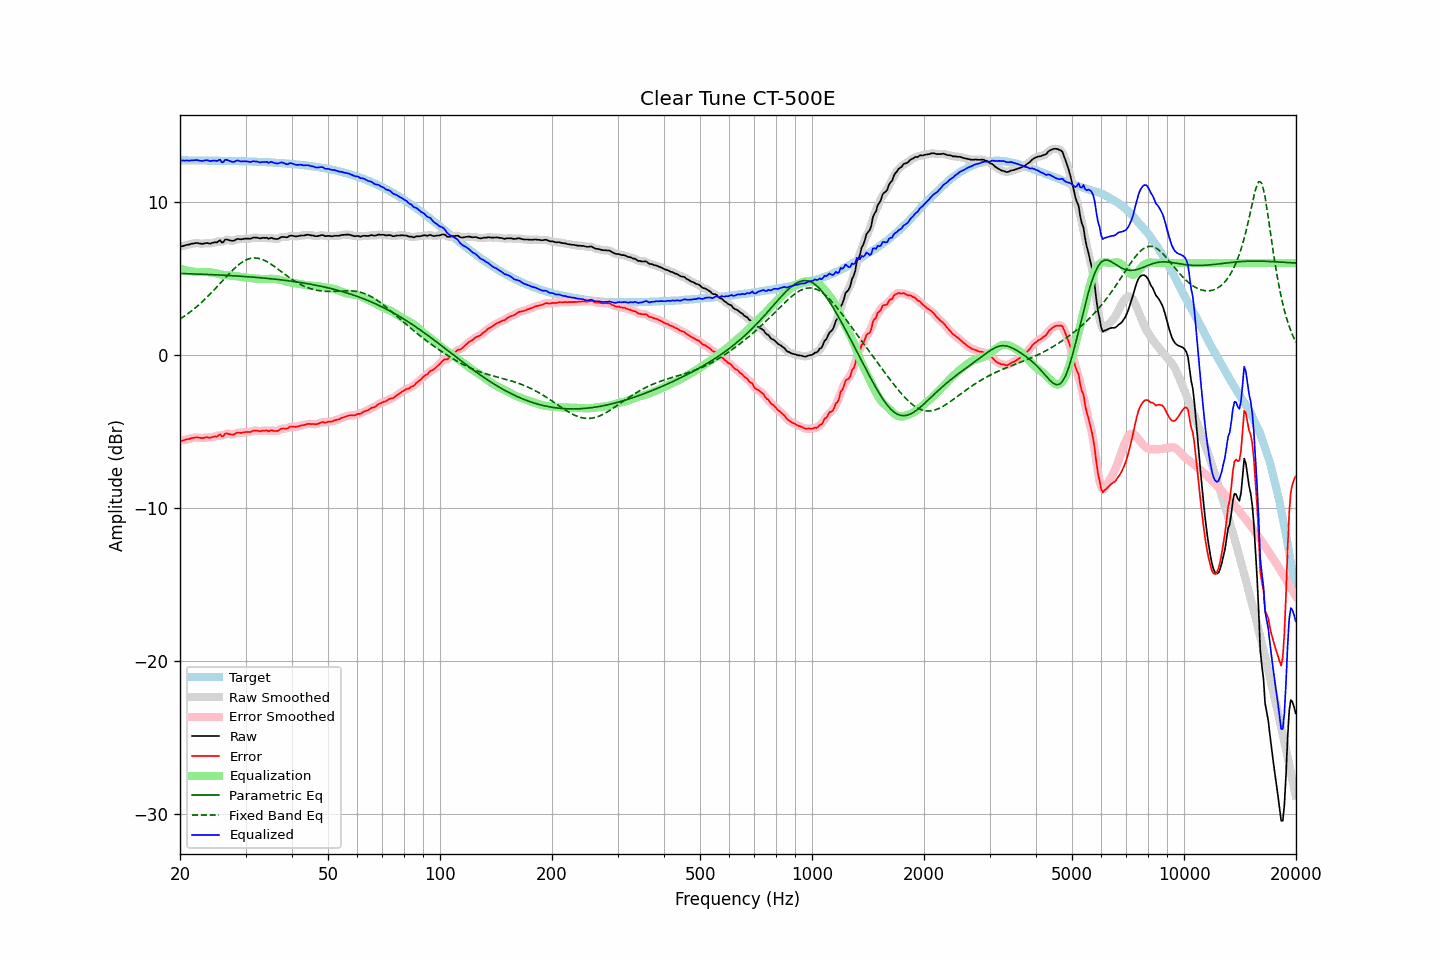 Clear Tune CT-500E
Amplitude (dBr)
10
0
−10
−20
−30
Target
Raw Smoothed
Error Smoothed
Raw
Error
Equalization
Parametric Eq
Fixed Band Eq
Equalized
20 50 100 200 500 1000 2000 5000 10000 20000
Frequency (Hz)